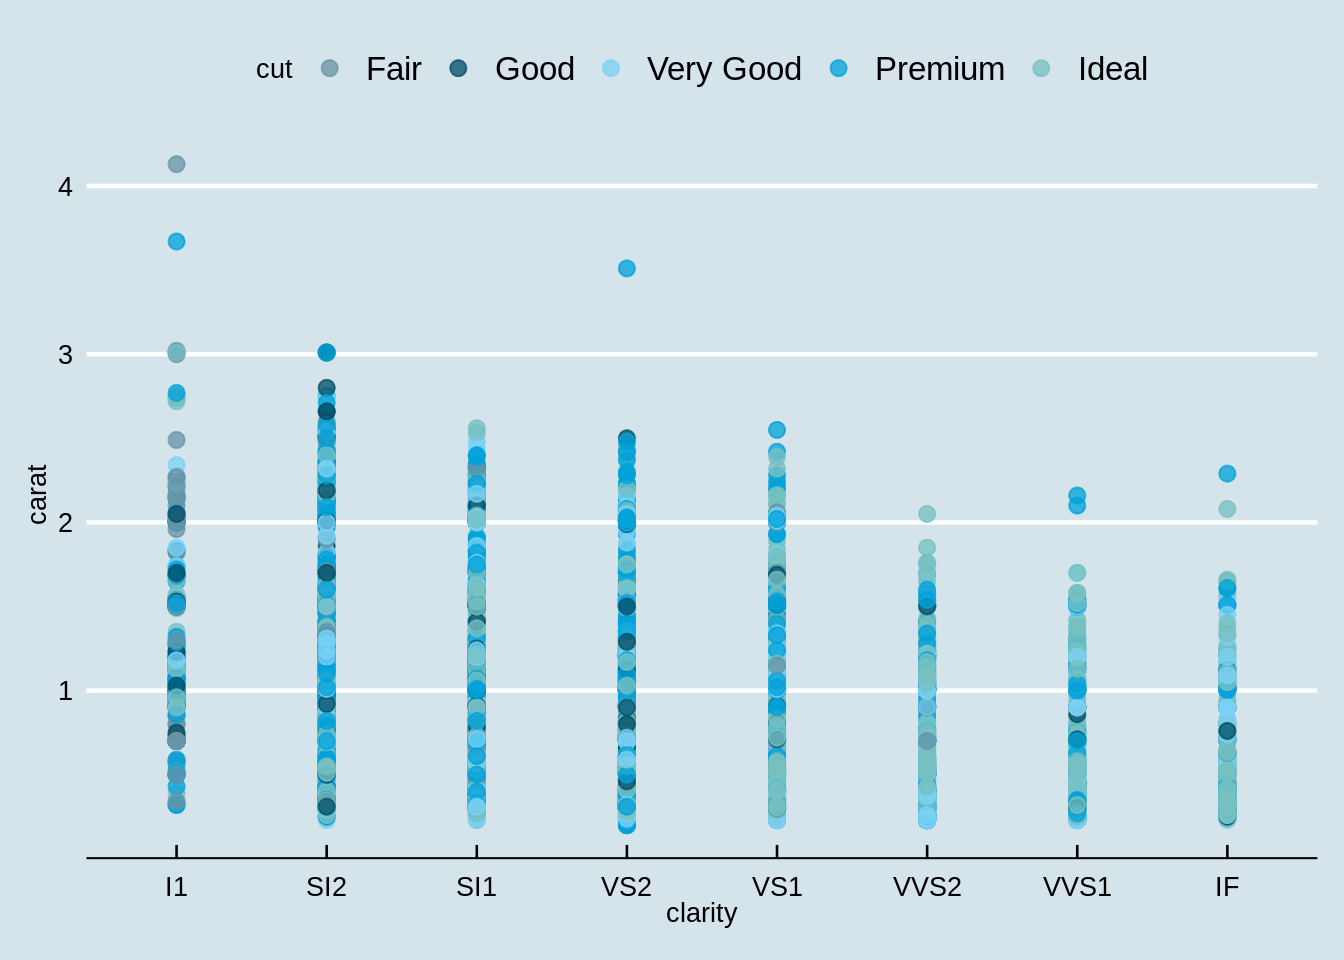 cut Fair Good Very Good Premium Ideal
4
3
2
1
carat
I1 SI2 SI1 VS2 VS1 VVS2 VVS1 IF
clarity